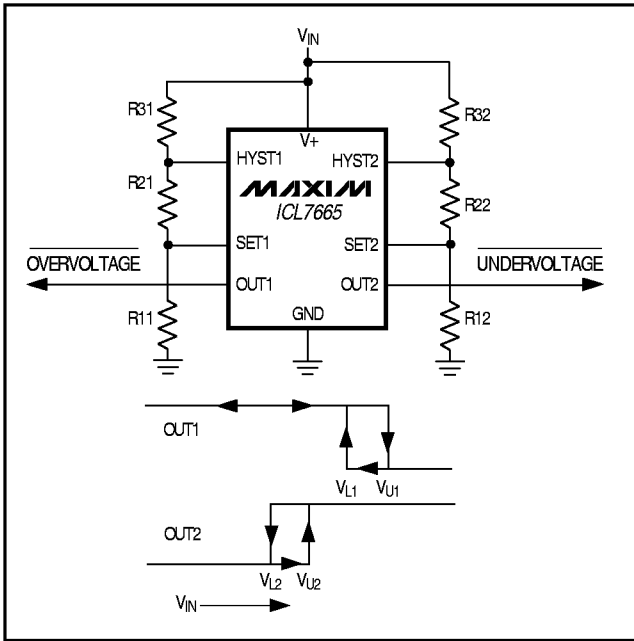 VIN
R31
R32
V+
HYST1
HYST2
R21
MAXIM
R22
ICL7665
SET1
SET2
OVERVOLTAGE
UNDERVOLTAGE
OUT1
OUT2
GND
R11
R12
OUT1
VL1
VU1
OUT2
VL2
VU2
VIN